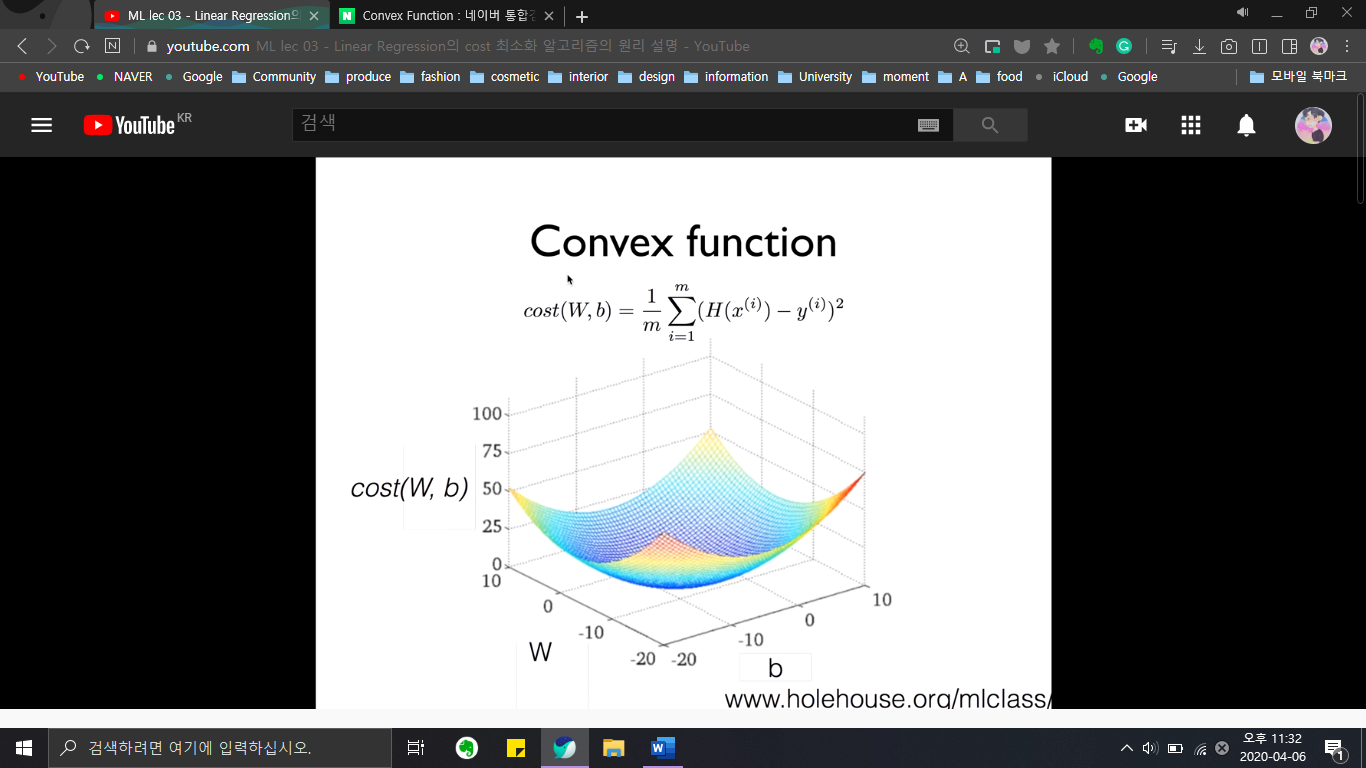 ML lec 03 - Linear Regression의
Convex Function : 네이버 통합검
youtube.com ML lec 03 - Linear Regression의 cost 최소화 알고리즘의 원리 설명 - YouTube
YouTube NAVER Google Community produce fashion cosmetic interior design information University moment A food iCloud Google 모바일 북마크
YouTube KR
검색
Convex function
cost(W, b) = \frac{1}{m} \sum_{i=1}^{m} (H(x^{(i)}) − y^{(i)})^2
100
75
cost(W, b)
50
25
0
10
0
-10
-20
W
-20
-10
0
10
b
www.holehouse.org/mlclass/
검색하려면 여기에 입력하십시오.
오후 11:32
2020-04-06
1